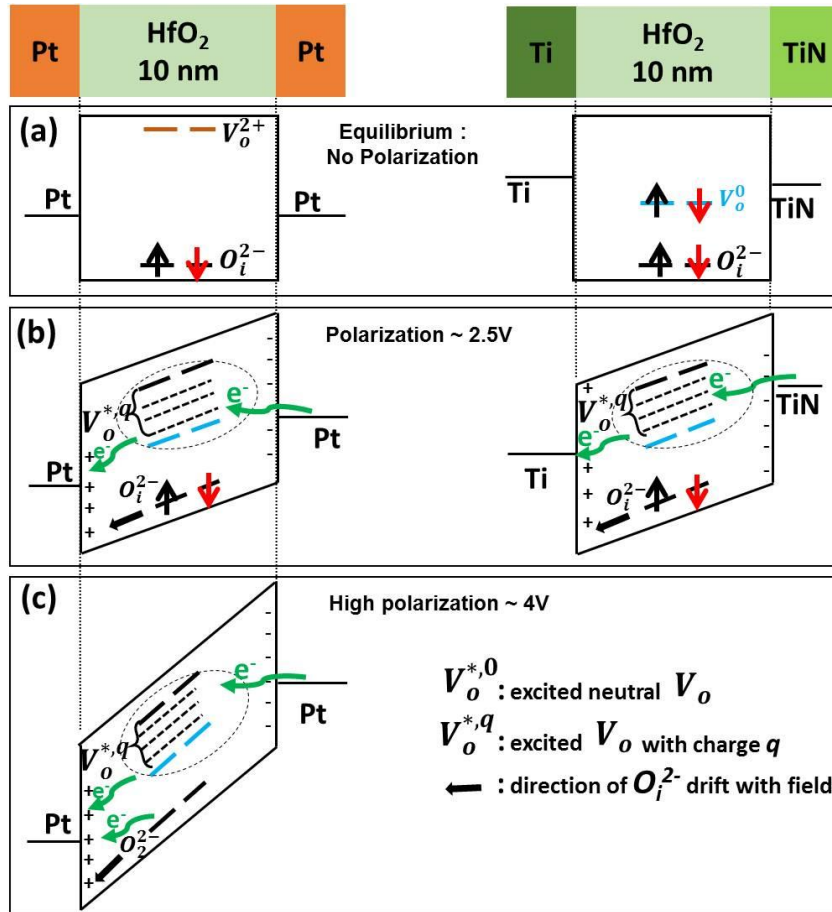 Pt HfO₂ 10 nm Pt
Ti HfO₂ 10 nm TiN
(a)
Equilibrium :
No Polarization
V_o^{2+}
Pt
Pt
O_i^{2−}
Ti
V_o^0
TiN
O_i^{2−}
(b)
Polarization ~ 2.5V
V_o^{*,q}
e-
e-
Pt
Pt
O_i^{2−}
+ + + + +
- - - - - -
V_o^{*,q}
e-
e-
TiN
Ti
O_i^{2−}
+ + + + + +
- - - - - -
(c)
High polarization ~ 4V
e-
Pt
V_o^{*,q}
e-
e-
Pt
O_2^{2−}
+ + + + + +
- - - - - - -
V_o^{*,0} : excited neutral V_o
V_o^{*,q} : excited V_o with charge q
: direction of O_i^{2-} drift with field